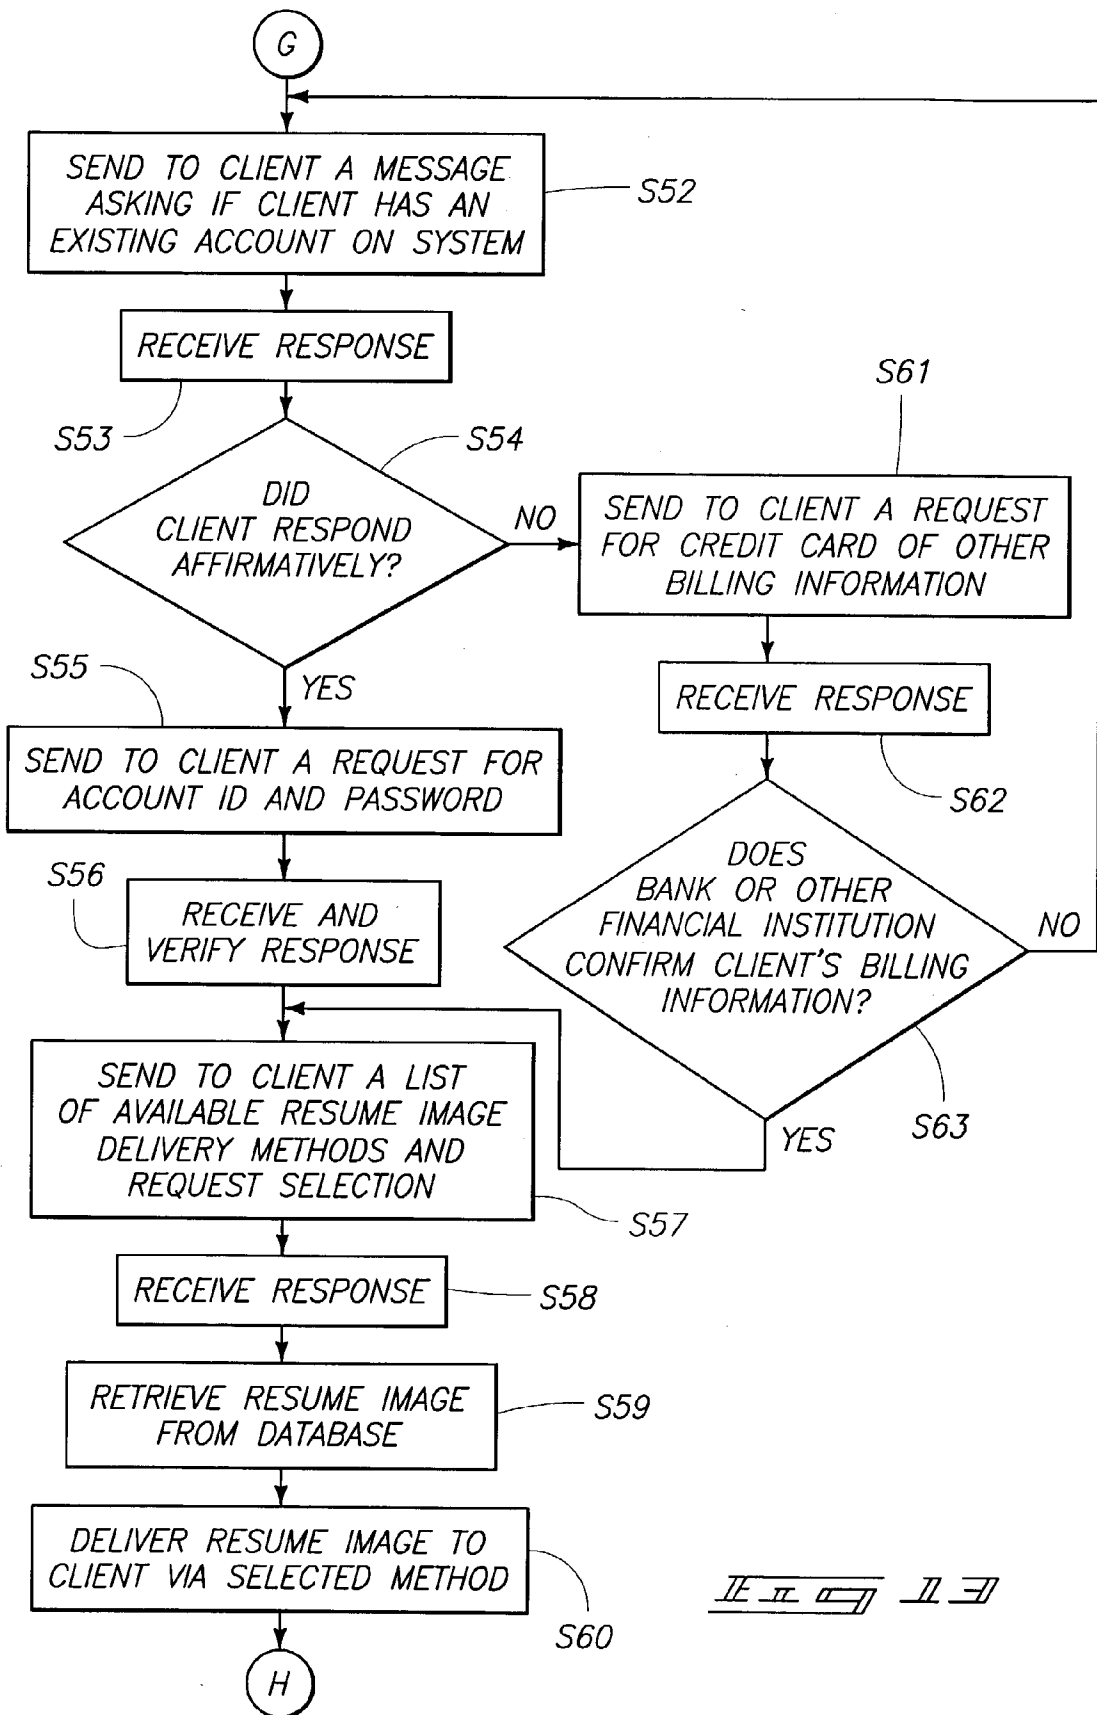 G
SEND TO CLIENT A MESSAGE
ASKING IF CLIENT HAS AN
EXISTING ACCOUNT ON SYSTEM
S52
RECEIVE RESPONSE
S53
S54
DID
CLIENT RESPOND
AFFIRMATIVELY?
NO
YES
S61
SEND TO CLIENT A REQUEST
FOR CREDIT CARD OF OTHER
BILLING INFORMATION
RECEIVE RESPONSE
S62
DOES
BANK OR OTHER
FINANCIAL INSTITUTION
CONFIRM CLIENT'S BILLING
INFORMATION?
NO
YES
S63
S55
SEND TO CLIENT A REQUEST FOR
ACCOUNT ID AND PASSWORD
S56
RECEIVE AND
VERIFY RESPONSE
SEND TO CLIENT A LIST
OF AVAILABLE RESUME IMAGE
DELIVERY METHODS AND
REQUEST SELECTION
S57
RECEIVE RESPONSE
S58
RETRIEVE RESUME IMAGE
FROM DATABASE
S59
DELIVER RESUME IMAGE TO
CLIENT VIA SELECTED METHOD
S60
H
Fig 13